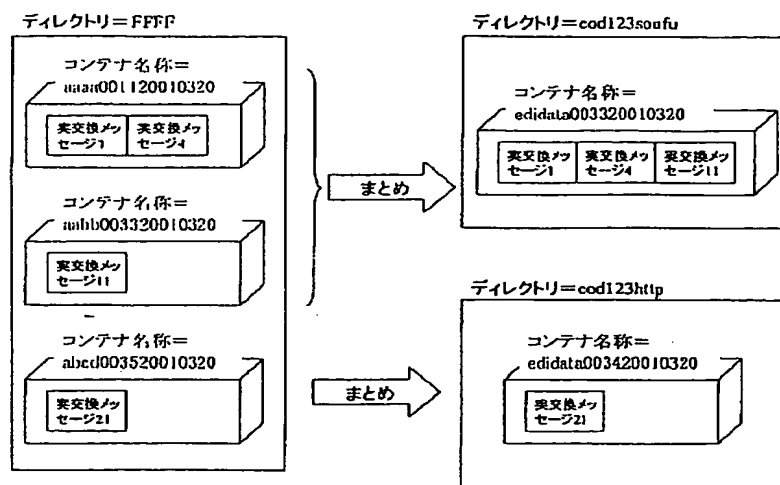 ディレクトリ=FFFF
コンテナ名称=
aaaa001120010320
実交換メッ
セージ1
実交換メッ
セージ4
コンテナ名称=
aabb003320010320
実交換メッ
セージ11
コンテナ名称=
abcd003520010320
実交換メッ
セージ21
まとめ
まとめ
ディレクトリ=cod123soufu
コンテナ名称=
edidata003320010320
実交換メッ
セージ1
実交換メッ
セージ4
実交換メッ
セージ11
ディレクトリ=cod123http
コンテナ名称=
edidata003420010320
実交換メッ
セージ21